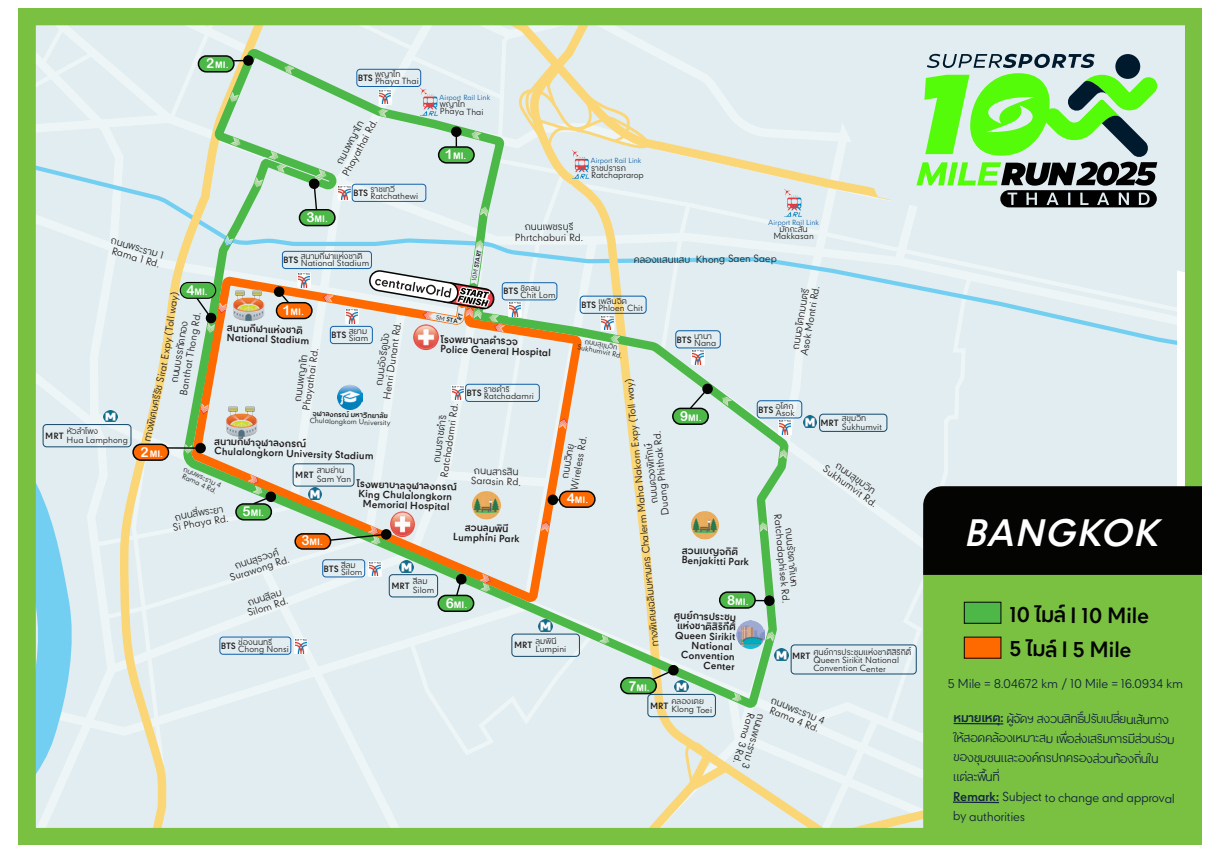 SUPERSPORTS
10
MILERUN 2025
THAILAND
2MI.
BTS พญาไท
Phaya Thai
Airport Rail Link
พญาไท
ARL Phaya Thai
ถนนพญาไท
Phayathai Rd.
1MI.
Airport Rail Link
ราชปรารภ
ARL Ratchaprarop
BTS ราชเทวี
Ratchathewi
3MI.
ARL
Airport Rail Link
มักกะสัน
Makkasan
ถนนเพชรบุรี
Phrtchaburi Rd.
ถนนพระราม 1
Rama 1 Rd.
คลองแสนแสบ Khong Saen Saep
BTS สนามกีฬาแห่งชาติ
National Stadium
10M START
centralwOrld START
FINISH
BTS ชิดลม
Chit Lom
BTS เพลินจิต
Phloen Chit
4MI.
1MI.
5M START
สนามกีฬาแห่งชาติ
National Stadium
BTS สยาม
Siam
โรงพยาบาลตำรวจ
Police General Hospital
ถนนสุขุมวิท
Sukhumvit Rd.
BTS นานา
Nana
ถนนอโศกมนตรี
Asok Montri Rd.
ทางพิเศษศรีรัช Sirat Expy (Toll way)
ถนนบรรทัดทอง
Banthat Thong Rd.
ถนนพญาไท
Phayathai Rd.
ถนนอังรีดูนังต์
Henri Dunant Rd.
BTS ราชดำริ
Ratchadamri
จุฬาลงกรณ์ มหาวิทยาลัย
Chulalongkorn University
ถนนราชดำริ
Ratchadamri Rd.
9MI.
BTS อโศก
Asok
MRT สุขุมวิท
Sukhumvit
MRT หัวลำโพง
Hua Lamphong
2MI.
สนามกีฬาจุฬาลงกรณ์
Chulalongkorn University Stadium
ถนนพระราม 4
Rama 4 Rd.
MRT สามย่าน
Sam Yan
ถนนสารสิน
Sarasin Rd.
ถนนวิทยุ
Wireless Rd.
4MI.
ทางพิเศษเฉลิมมหานคร Chalerm Maha Nakorn Expy (Toll way)
ถนนดวงพิทักษ์
Duang Phithak Rd.
ถนนสุขุมวิท
Sukhumvit Rd.
ถนนสี่พระยา
Si Phaya Rd.
5MI.
โรงพยาบาลจุฬาลงกรณ์
King Chulalongkorn
Memorial Hospital
สวนลุมพินี
Lumphini Park
สวนเบญจกิติ
Benjakitti Park
ถนนรัชดาภิเษก
Ratchadaphisek Rd.
3MI.
ถนนสุรวงศ์
Surawong Rd.
BTS สีลม
Silom
MRT สีลม
Silom
6MI.
ถนนสีลม
Silom Rd.
8MI.
ศูนย์การประชุม
แห่งชาติสิริกิติ์
Queen Sirikit
National
Convention
Center
BTS ช่องนนทรี
Chong Nonsi
MRT ลุมพินี
Lumpini
MRT ศูนย์การประชุมแห่งชาติสิริกิติ์
Queen Sirikit National
Convention Center
7MI.
MRT คลองเตย
Klong Toei
ถนนพระราม 4
Rama 4 Rd.
ถนนพระราม 3
Rama 3 Rd.
BANGKOK
10 ไมล์ I 10 Mile
5 ไมล์ I 5 Mile
5 Mile = 8.04672 km / 10 Mile = 16.0934 km
หมายเหตุ: ผู้จัดฯ สงวนสิทธิ์ปรับเปลี่ยนเส้นทาง
ให้สอดคล้องเหมาะสม เพื่อส่งเสริมการมีส่วนร่วม
ของชุมชนและองค์กรปกครองส่วนท้องถิ่นใน
แต่ละพื้นที่
Remark: Subject to change and approval
by authorities